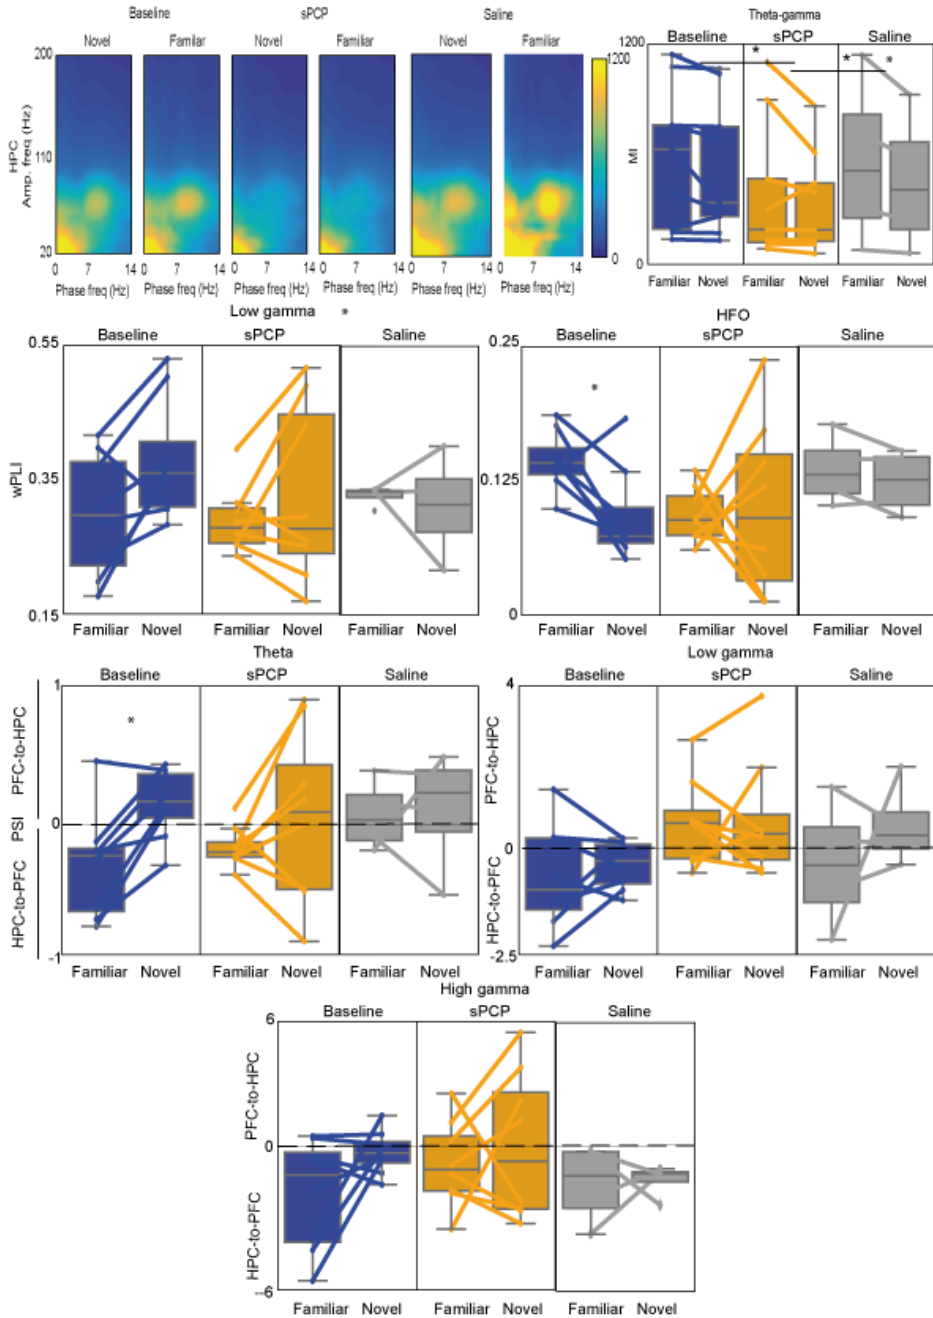 Baseline sPCP Saline
Novel Familar Novel Familiar Novel Familiar
200
110
20
HPC
Amp. freq (Hz)
0 7 14 0 7 14 0 7 14 0 7 14 0 7 14 0 7 14
Phase freq (Hz) Phase freq (Hz) Phase freq (Hz) Phase freq (Hz) Phase freq (Hz) Phase freq (Hz)
1200
0
Theta-gamma
Baseline sPCP Saline
1200
* * *
MI
0
Familiar Novel Familiar Novel Familiar Novel
Low gamma *
Baseline sPCP Saline
0.55
0.35
0.15
wPLI
*
Familiar Novel Familiar Novel Familiar Novel
HFO
Baseline sPCP Saline
0.25
0.125
0
*
Familiar Novel Familiar Novel Familiar Novel
Theta
Baseline sPCP Saline
1
0
-1
PFC-to-HPC
PSI
HPC-to-PFC
*
Familiar Novel Familiar Novel Familiar Novel
Low gamma
Baseline sPCP Saline
4
0
-2.5
PFC-to-HPC
HPC-to-PFC
Familiar Novel Familiar Novel Familiar Novel
High gamma
Baseline sPCP Saline
6
0
--6
PFC-to-HPC
HPC-to-PFC
Familiar Novel Familiar Novel Familiar Novel